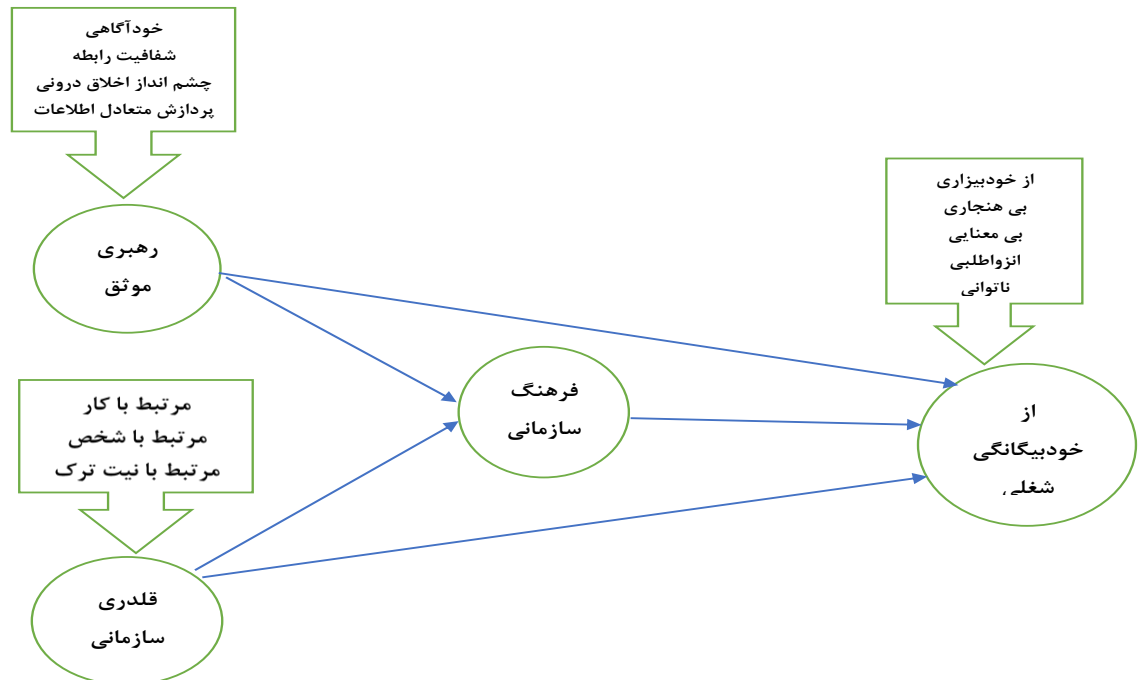 خودآگاهی
شفافیت رابطه
چشم انداز اخلاق درونی
پردازش متعادل اطلاعات
رهبری
موثق
از خودبیزاری
بی هنجاری
بی معنایی
انزواطلبی
ناتوانی
فرهنگ
سازمانی
از
خودبیگانگی
شغلی
مرتبط با کار
مرتبط با شخص
مرتبط با نیت ترک
قلدری
سازمانی